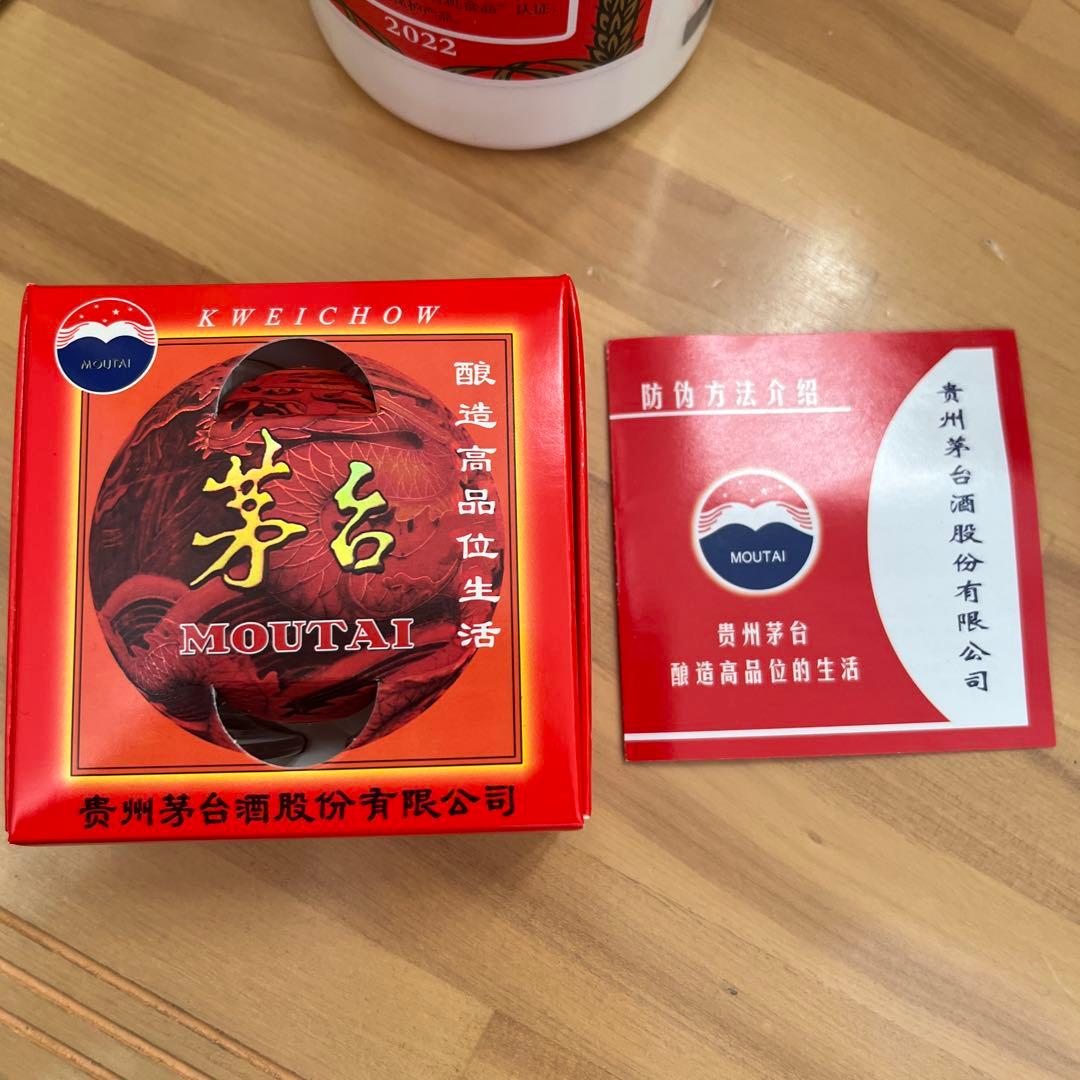 2022
KWEICHOW
MOUTAI
酿造高品位生活
茅台
MOUTAI
贵州茅台酒股份有限公司
防伪方法介绍
贵州茅台酒股份有限公司
MOUTAI
贵州茅台
酿造高品位的生活